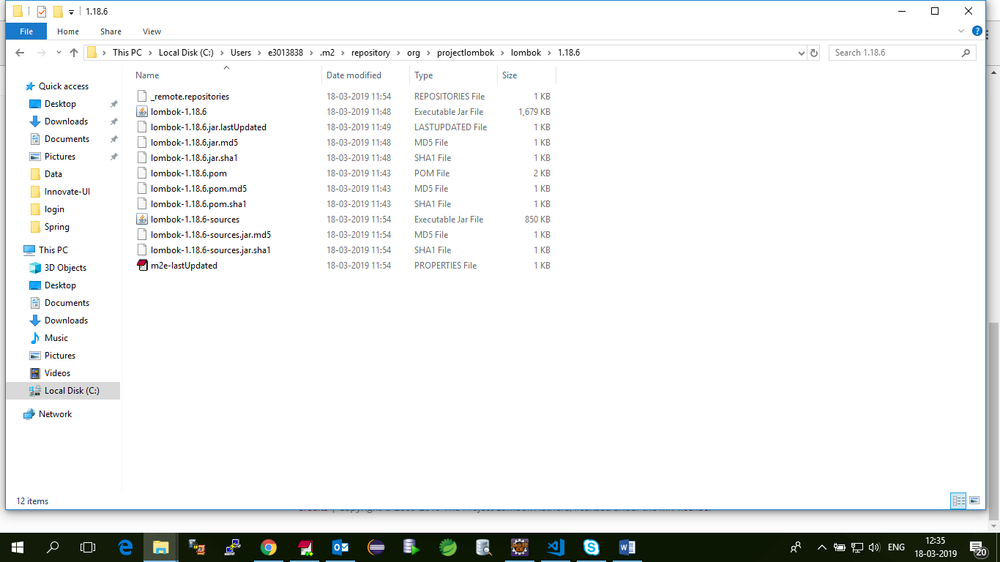 1.18.6
File Home Share View
This PC Local Disk (C:) Users e3013838 .m2 repository org projectlombok lombok 1.18.6
Search 1.18.6
Name Date modified Type Size
Quick access
Desktop
Downloads
Documents
Pictures
Data
Innovate-UI
login
Spring
This PC
3D Objects
Desktop
Documents
Downloads
Music
Pictures
Videos
Local Disk (C:)
Network
_remote.repositories 18-03-2019 11:54 REPOSITORIES File 1 KB
lombok-1.18.6 18-03-2019 11:48 Executable Jar File 1,679 KB
lombok-1.18.6.jar.lastUpdated 18-03-2019 11:49 LASTUPDATED File 1 KB
lombok-1.18.6.jar.md5 18-03-2019 11:48 MD5 File 1 KB
lombok-1.18.6.jar.sha1 18-03-2019 11:48 SHA1 File 1 KB
lombok-1.18.6.pom 18-03-2019 11:43 POM File 2 KB
lombok-1.18.6.pom.md5 18-03-2019 11:43 MD5 File 1 KB
lombok-1.18.6.pom.sha1 18-03-2019 11:43 SHA1 File 1 KB
lombok-1.18.6-sources 18-03-2019 11:54 Executable Jar File 850 KB
lombok-1.18.6-sources.jar.md5 18-03-2019 11:54 MD5 File 1 KB
lombok-1.18.6-sources.jar.sha1 18-03-2019 11:54 SHA1 File 1 KB
m2e-lastUpdated 18-03-2019 11:54 PROPERTIES File 1 KB
12 items
ENG
12:35
18-03-2019
20